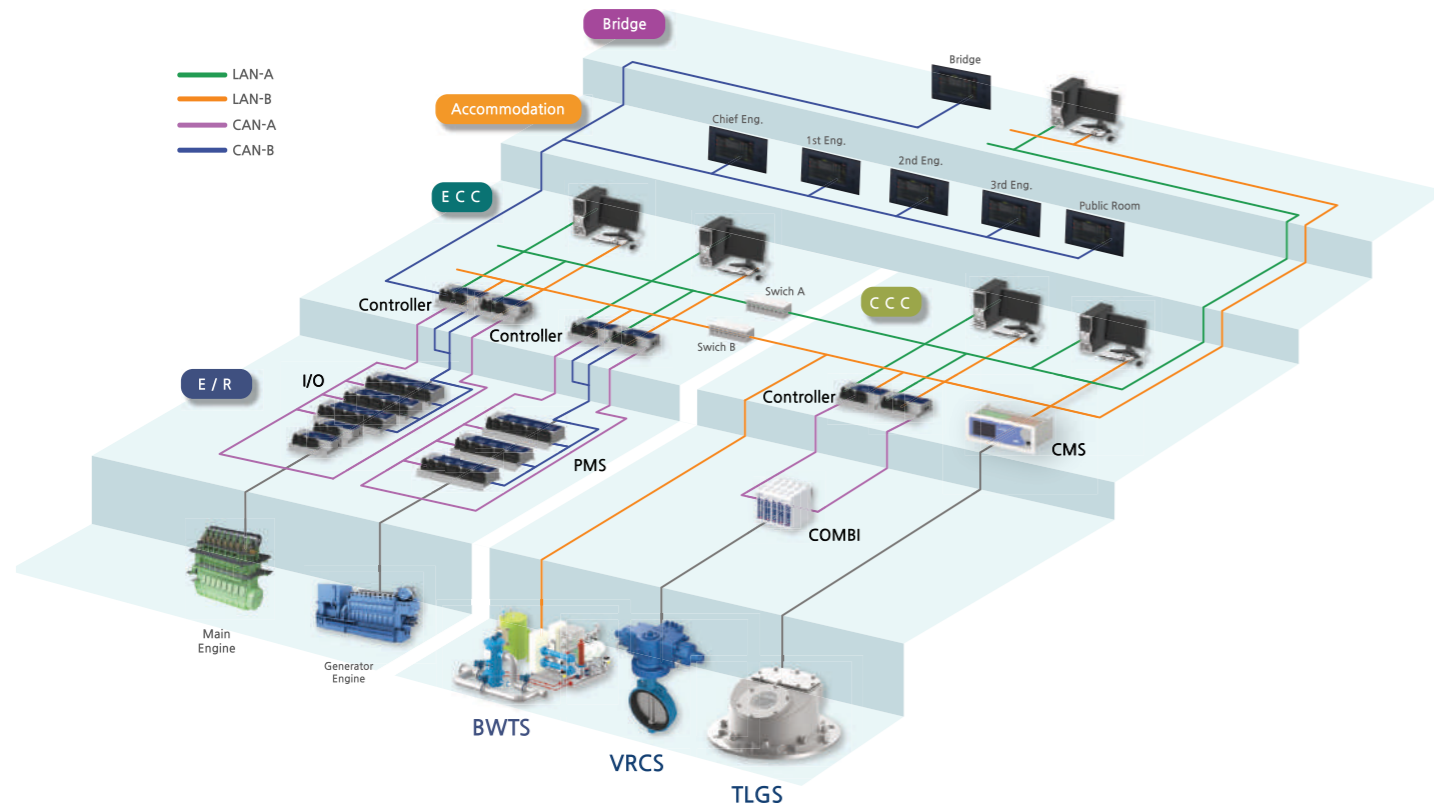 Bridge
LAN-A
LAN-B
CAN-A
CAN-B
Accommodation
Bridge
Chief Eng.
1st Eng.
2nd Eng.
3rd Eng.
Public Room
E C C
Controller
Controller
Swich A
Swich B
C C C
E / R
I/O
PMS
Controller
CMS
COMBI
Main
Engine
Generator
Engine
BWTS
VRCS
TLGS